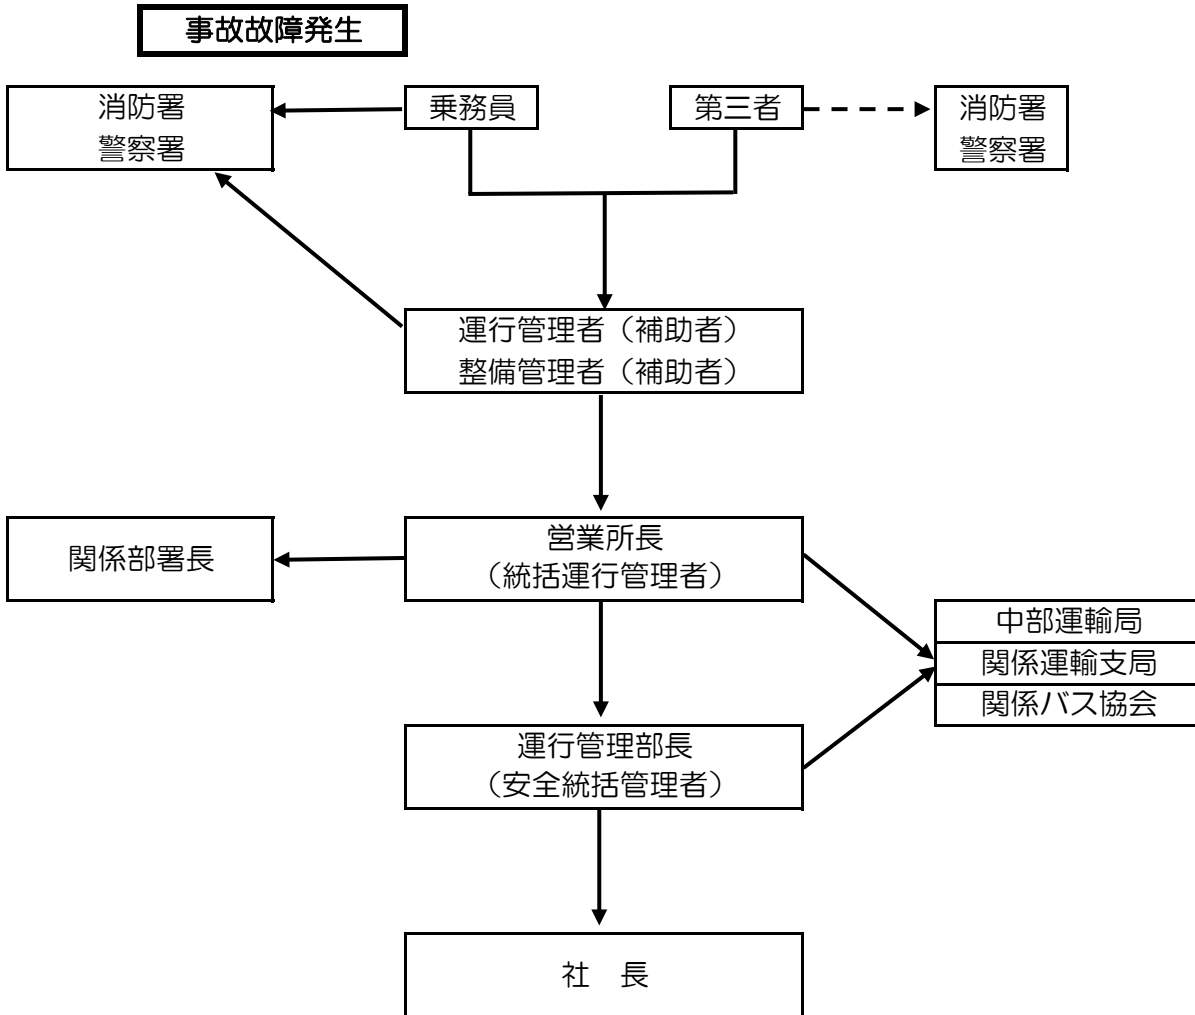 事故故障発生
消防署
警察署
乗務員
第三者
消防署
警察署
運行管理者（補助者）
整備管理者（補助者）
関係部署長
営業所長
（統括運行管理者）
中部運輸局
関係運輸支局
関係バス協会
運行管理部長
（安全統括管理者）
社　長